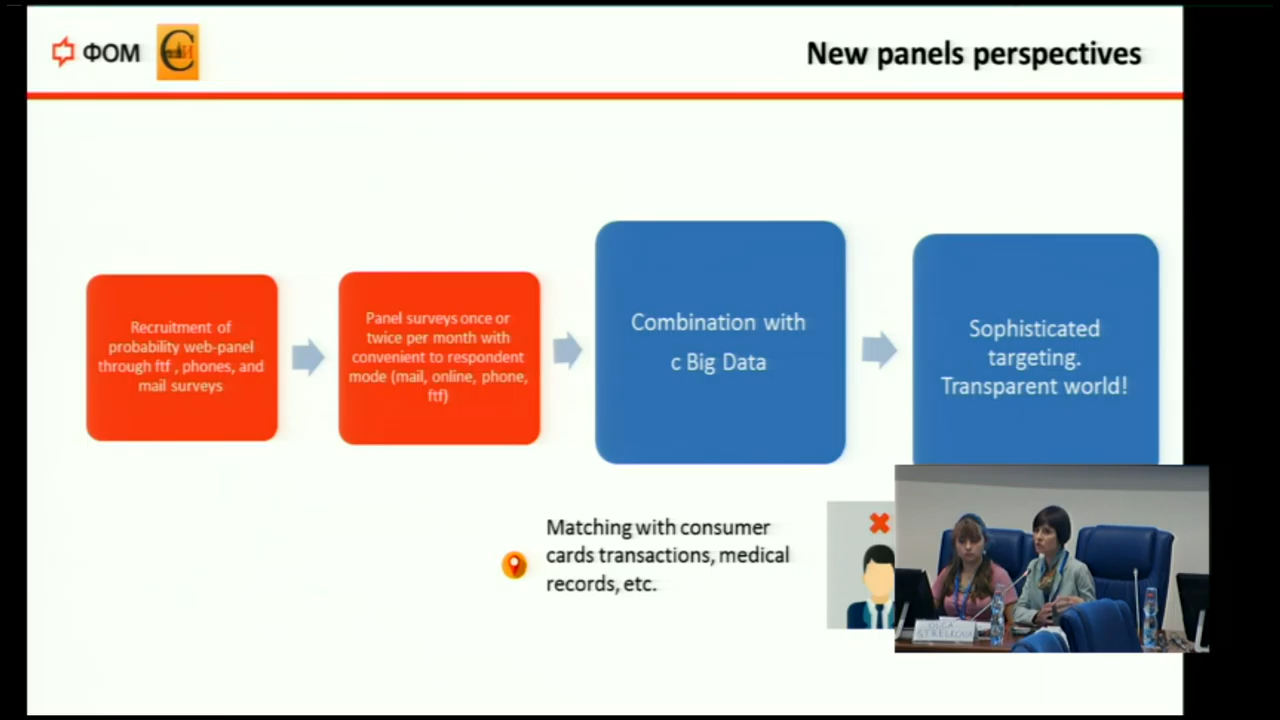 ФОМ
New panels perspectives
Recruitment of
probability web-panel
through ftf , phones, and
mail surveys
Panel surveys once or
twice per month with
convenient to respondent
mode (mail, online, phone,
ftf)
Combination with
с Big Data
Sophisticated
targeting.
Transparent world!
Matching with consumer
cards transactions, medical
records, etc.
STRELKOVA